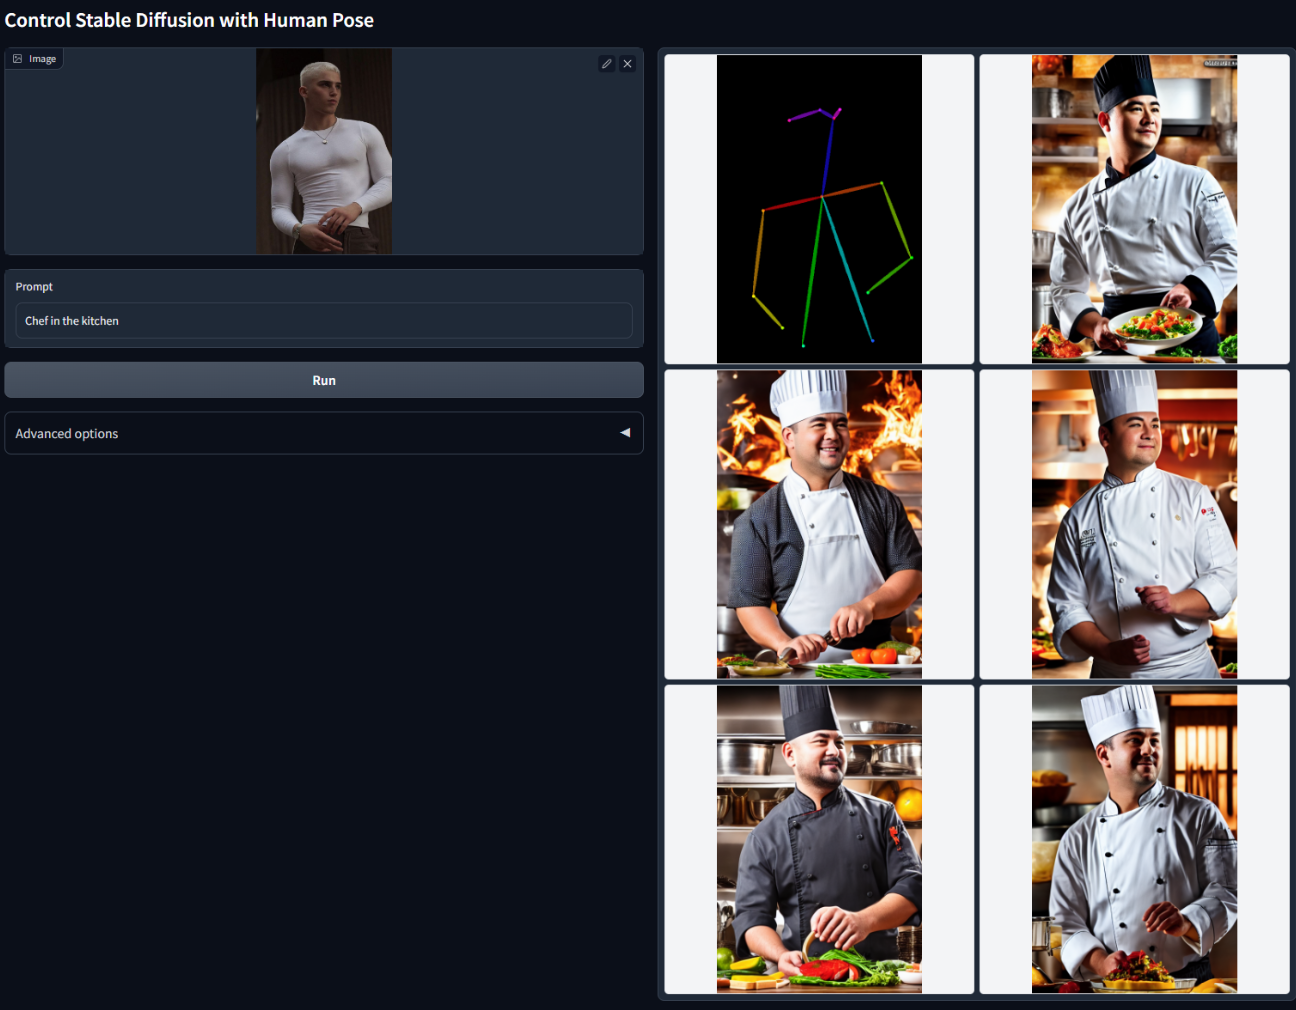 Control Stable Diffusion with Human Pose
Image
Prompt
Chef in the kitchen
Run
Advanced options